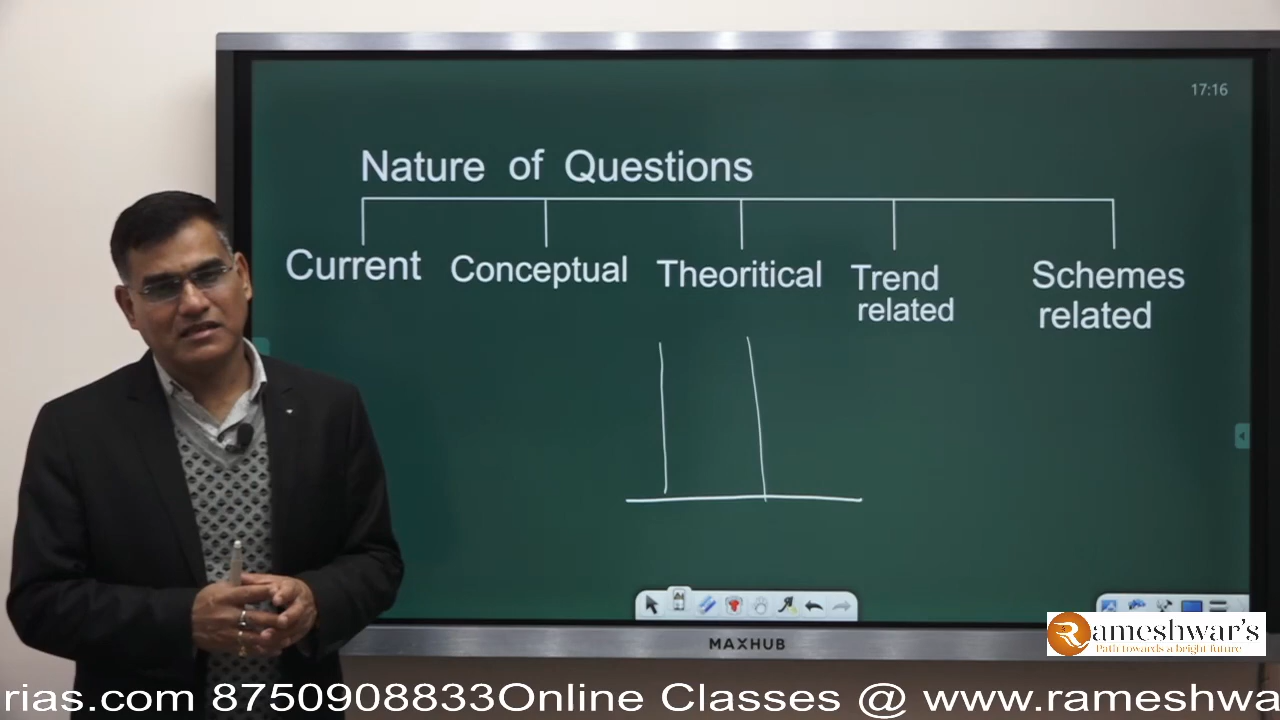 17:16
Nature of Questions
Current Conceptual Theoritical Trend related Schemes related
MAXHUB
Rameshwar's
Path towards a bright future
rias.com 8750908833Online Classes @ www.rameshwa